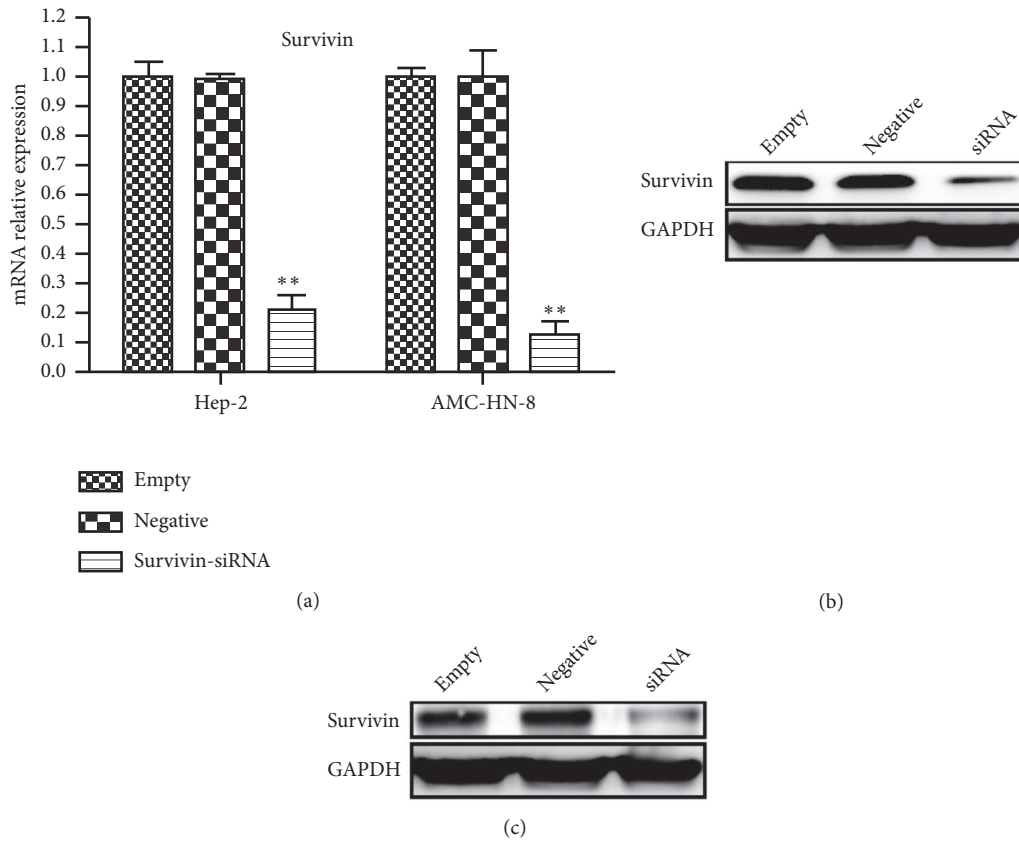 Survivin
mRNA relative expression
1.2
1.1
1.0
0.9
0.8
0.7
0.6
0.5
0.4
0.3
0.2
0.1
0.0
**
**
Hep-2 AMC-HN-8
Empty
Negative
Survivin-siRNA
(a)
Empty Negative siRNA
Survivin
GAPDH
(b)
Empty Negative siRNA
Survivin
GAPDH
(c)